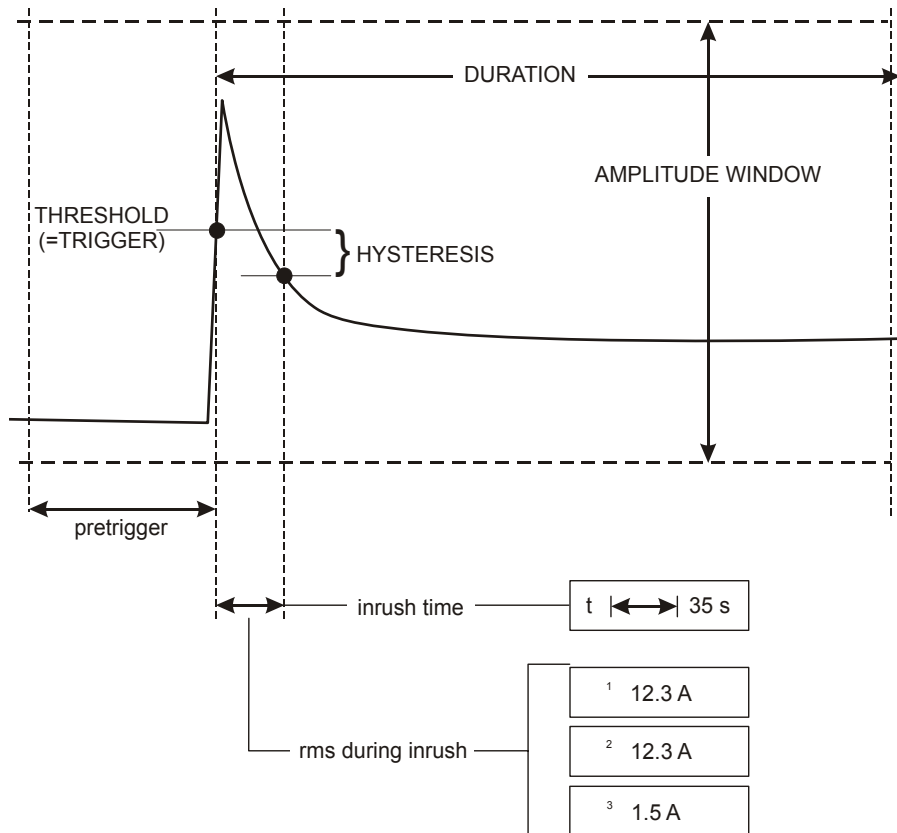 DURATION
AMPLITUDE WINDOW
THRESHOLD
(=TRIGGER)
HYSTERESIS
pretrigger
inrush time
t 35 s
rms during inrush
1 12.3 A
2 12.3 A
3 1.5 A